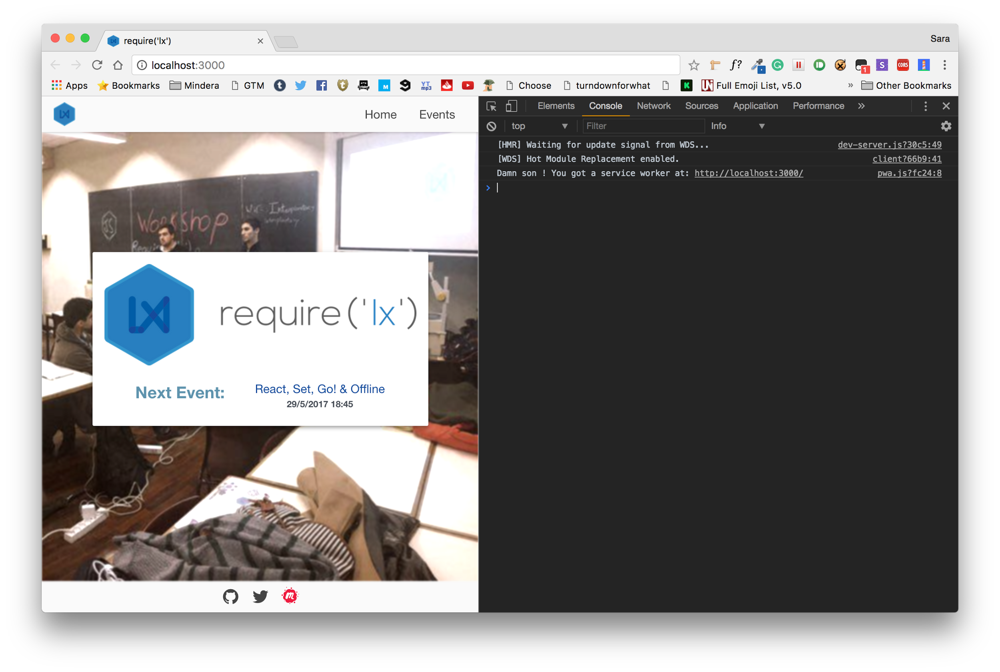 require('lx')
Sara
localhost:3000
Apps Bookmarks Mindera GTM YT mp3 Choose turndownforwhat Full Emoji List, v5.0 » Other Bookmarks
Home Events
Elements Console Network Sources Application Performance »
top Filter Info
[HMR] Waiting for update signal from WDS... dev-server.js?30c5:49
[WDS] Hot Module Replacement enabled. client?66b9:41
Damn son ! You got a service worker at: http://localhost:3000/ pwa.js?fc24:8
>
Workshop
JS
require('lx')
Next Event:
React, Set, Go! & Offline
29/5/2017 18:45